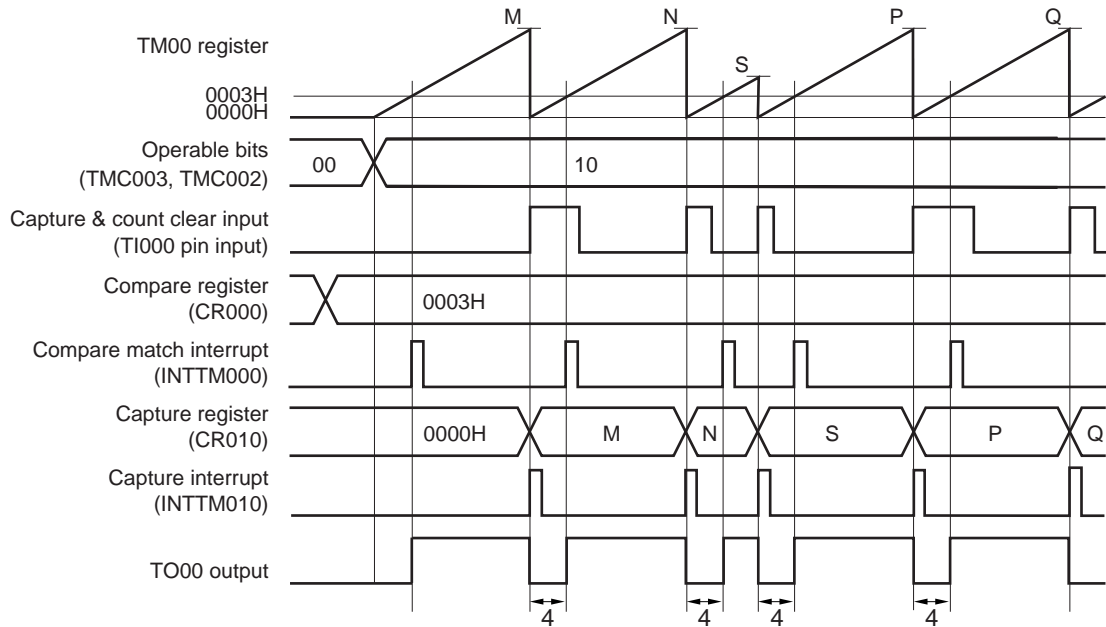 M N P Q
TM00 register
S
0003H
0000H
Operable bits
(TMC003, TMC002)
00 10
Capture & count clear input
(TI000 pin input)
Compare register
(CR000)
0003H
Compare match interrupt
(INTTM000)
Capture register
(CR010)
0000H M N S P Q
Capture interrupt
(INTTM010)
TO00 output
4 4 4 4